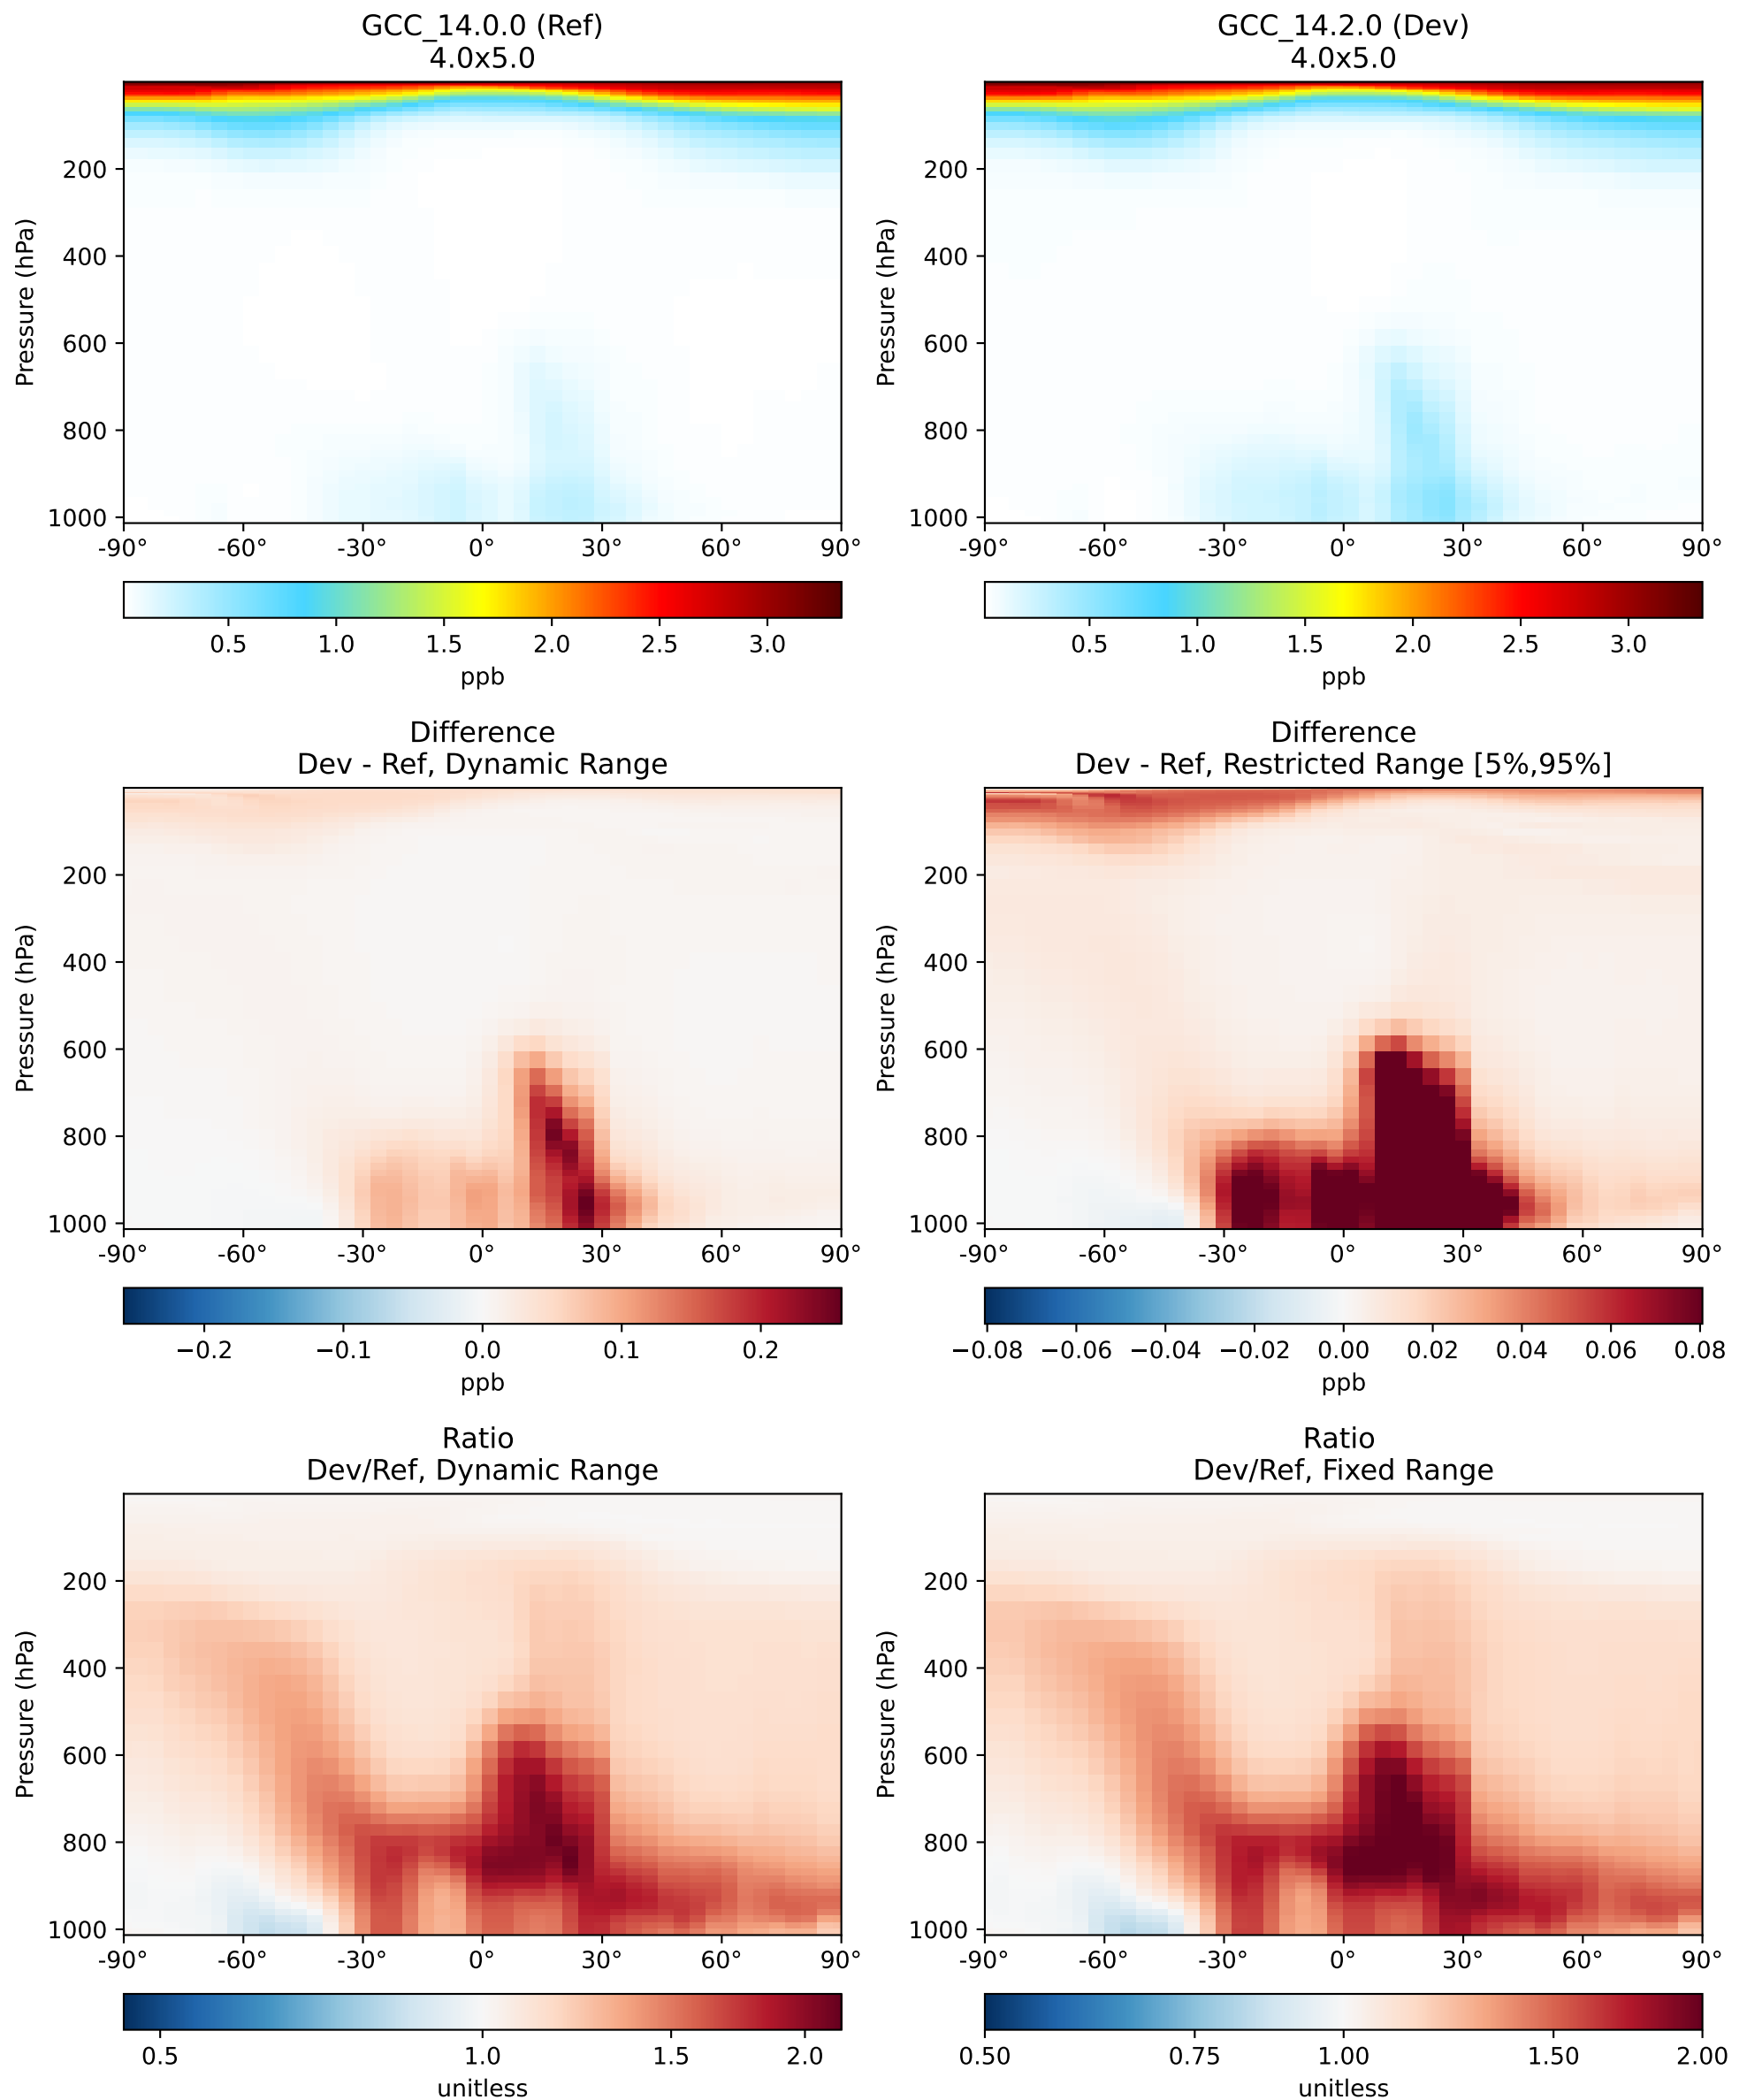 GCC_14.0.0 (Ref)
4.0x5.0
Pressure (hPa)
200
400
600
800
1000
-90° -60° -30° 0° 30° 60° 90°
0.5 1.0 1.5 2.0 2.5 3.0
ppb
GCC_14.2.0 (Dev)
4.0x5.0
Pressure (hPa)
200
400
600
800
1000
-90° -60° -30° 0° 30° 60° 90°
0.5 1.0 1.5 2.0 2.5 3.0
ppb
Difference
Dev - Ref, Dynamic Range
Pressure (hPa)
200
400
600
800
1000
-90° -60° -30° 0° 30° 60° 90°
−0.2 −0.1 0.0 0.1 0.2
ppb
Difference
Dev - Ref, Restricted Range [5%,95%]
Pressure (hPa)
200
400
600
800
1000
-90° -60° -30° 0° 30° 60° 90°
−0.08 −0.06 −0.04 −0.02 0.00 0.02 0.04 0.06 0.08
ppb
Ratio
Dev/Ref, Dynamic Range
Pressure (hPa)
200
400
600
800
1000
-90° -60° -30° 0° 30° 60° 90°
0.5 1.0 1.5 2.0
unitless
Ratio
Dev/Ref, Fixed Range
Pressure (hPa)
200
400
600
800
1000
-90° -60° -30° 0° 30° 60° 90°
0.50 0.75 1.00 1.50 2.00
unitless